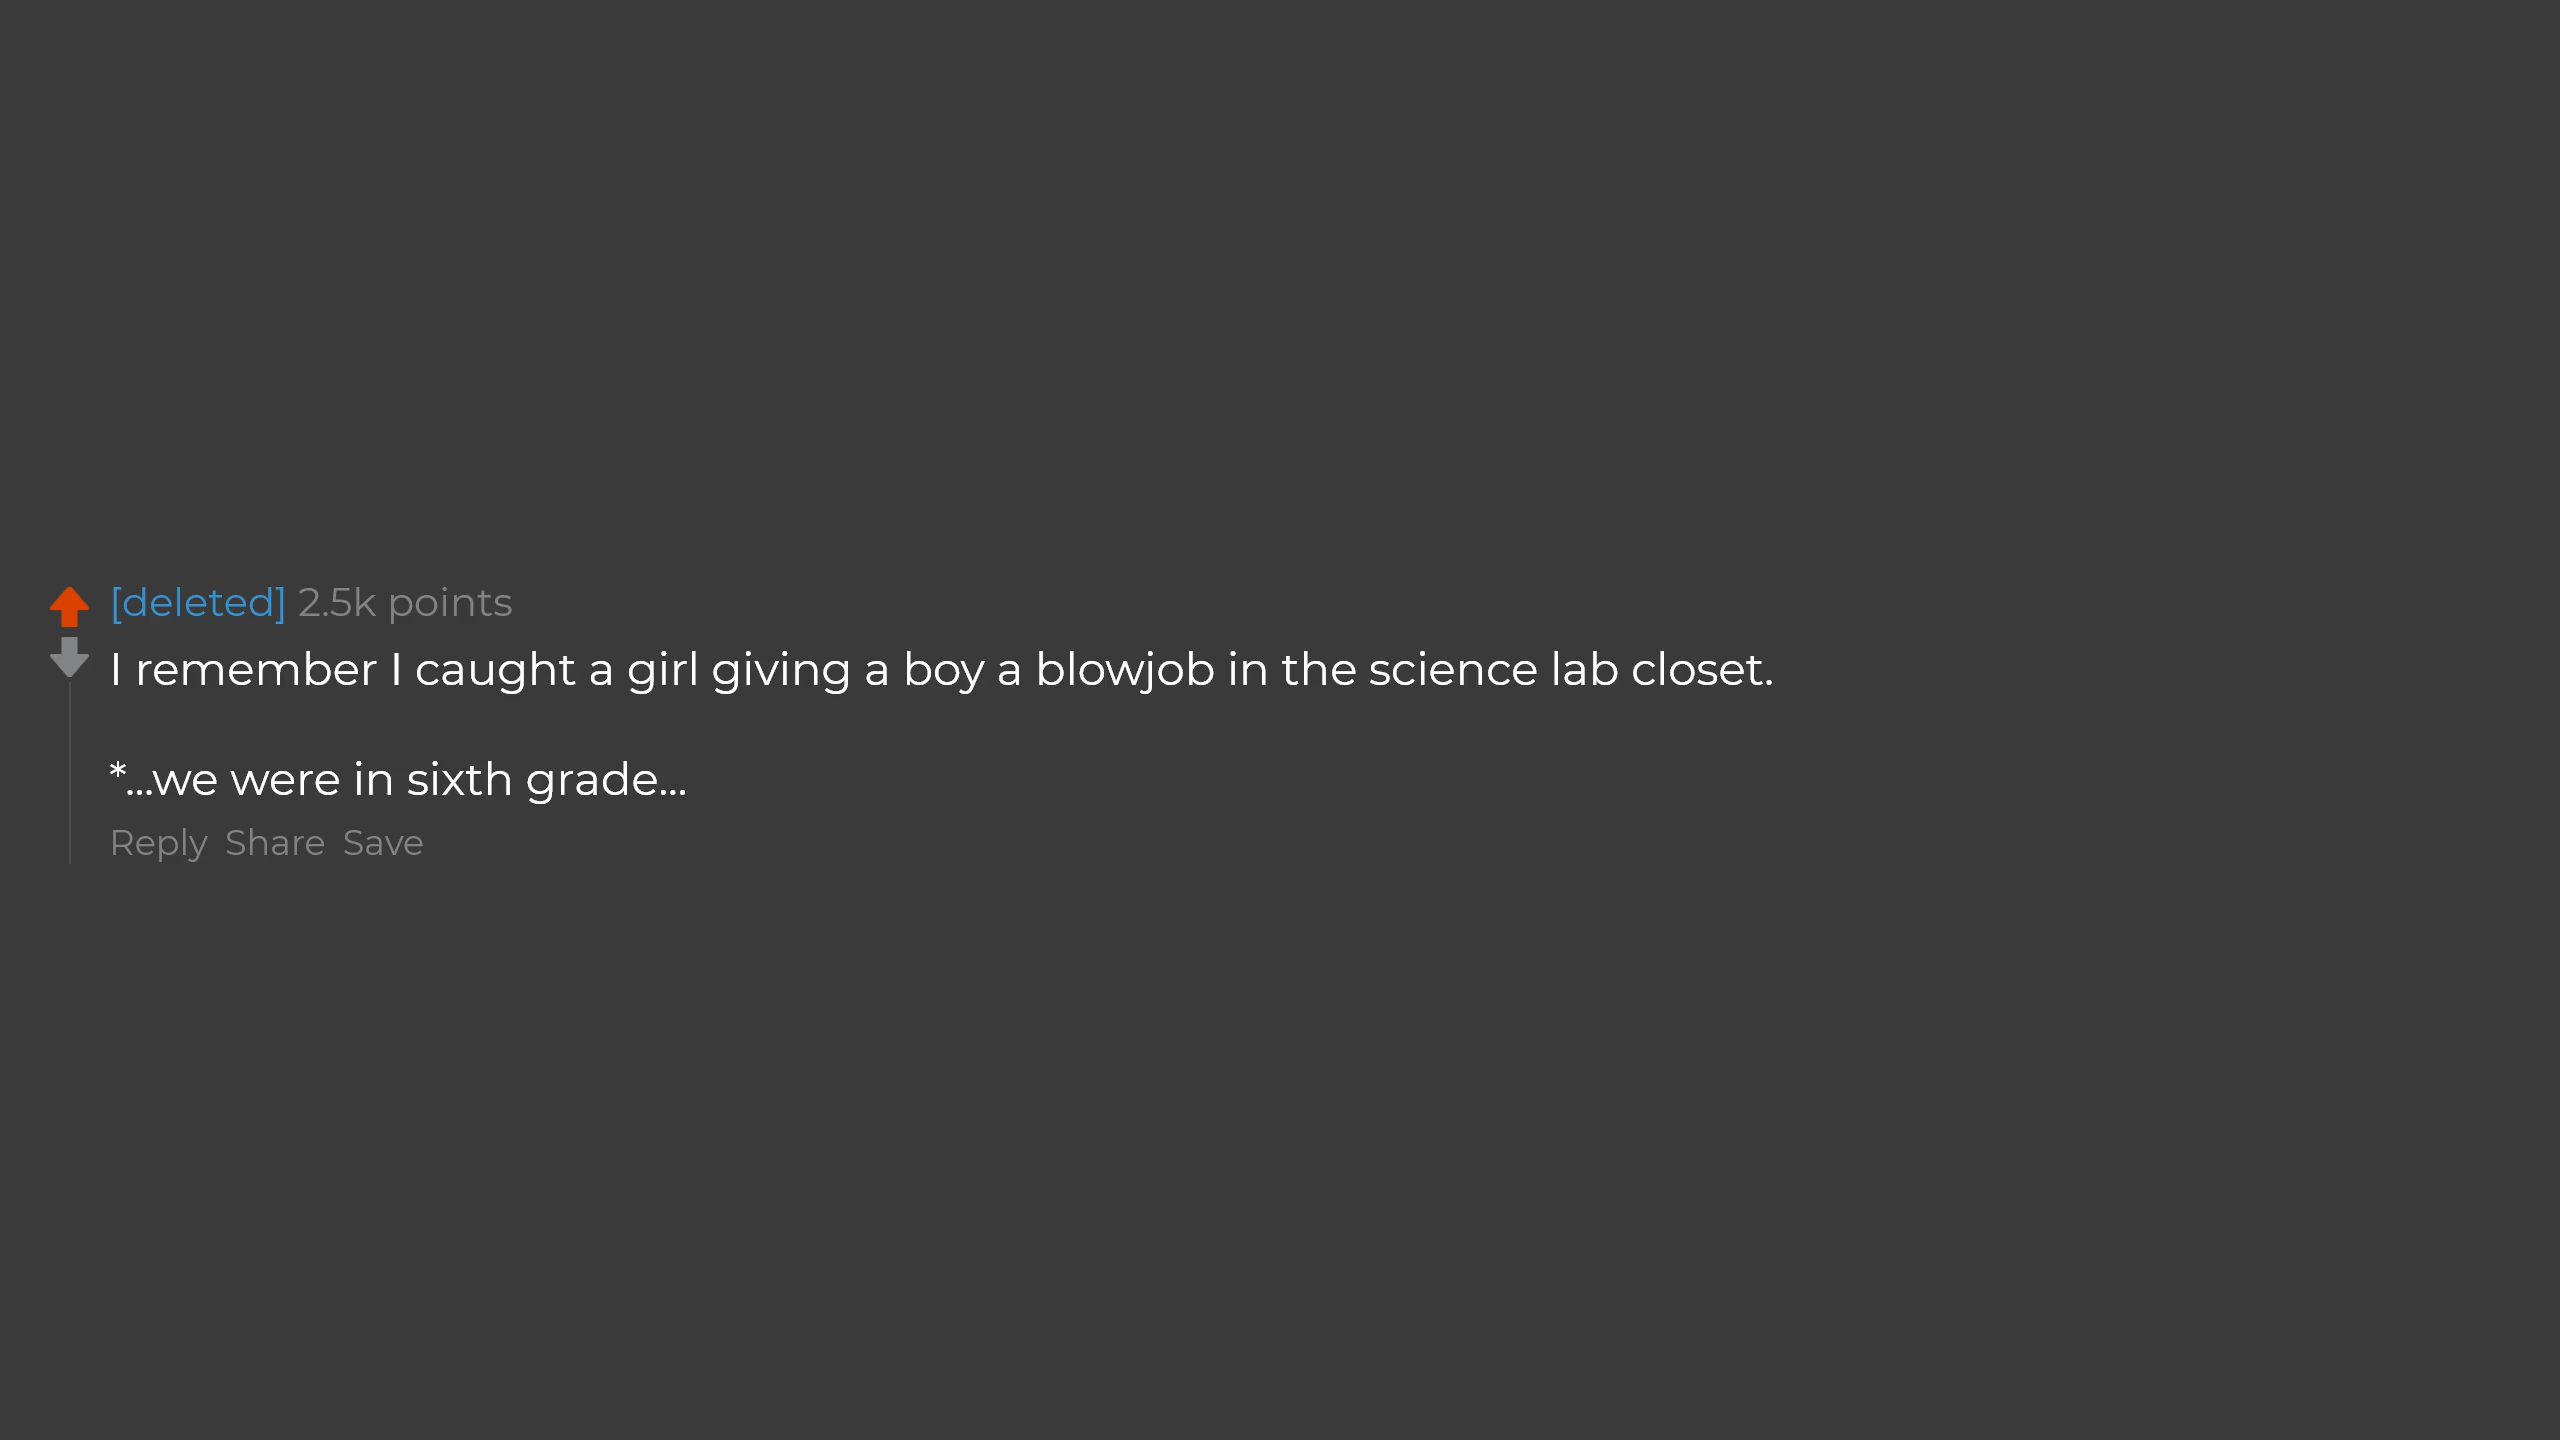 [deleted] 2.5k points
I remember I caught a girl giving a boy a blowjob in the science lab closet.
*...we were in sixth grade...
Reply Share Save